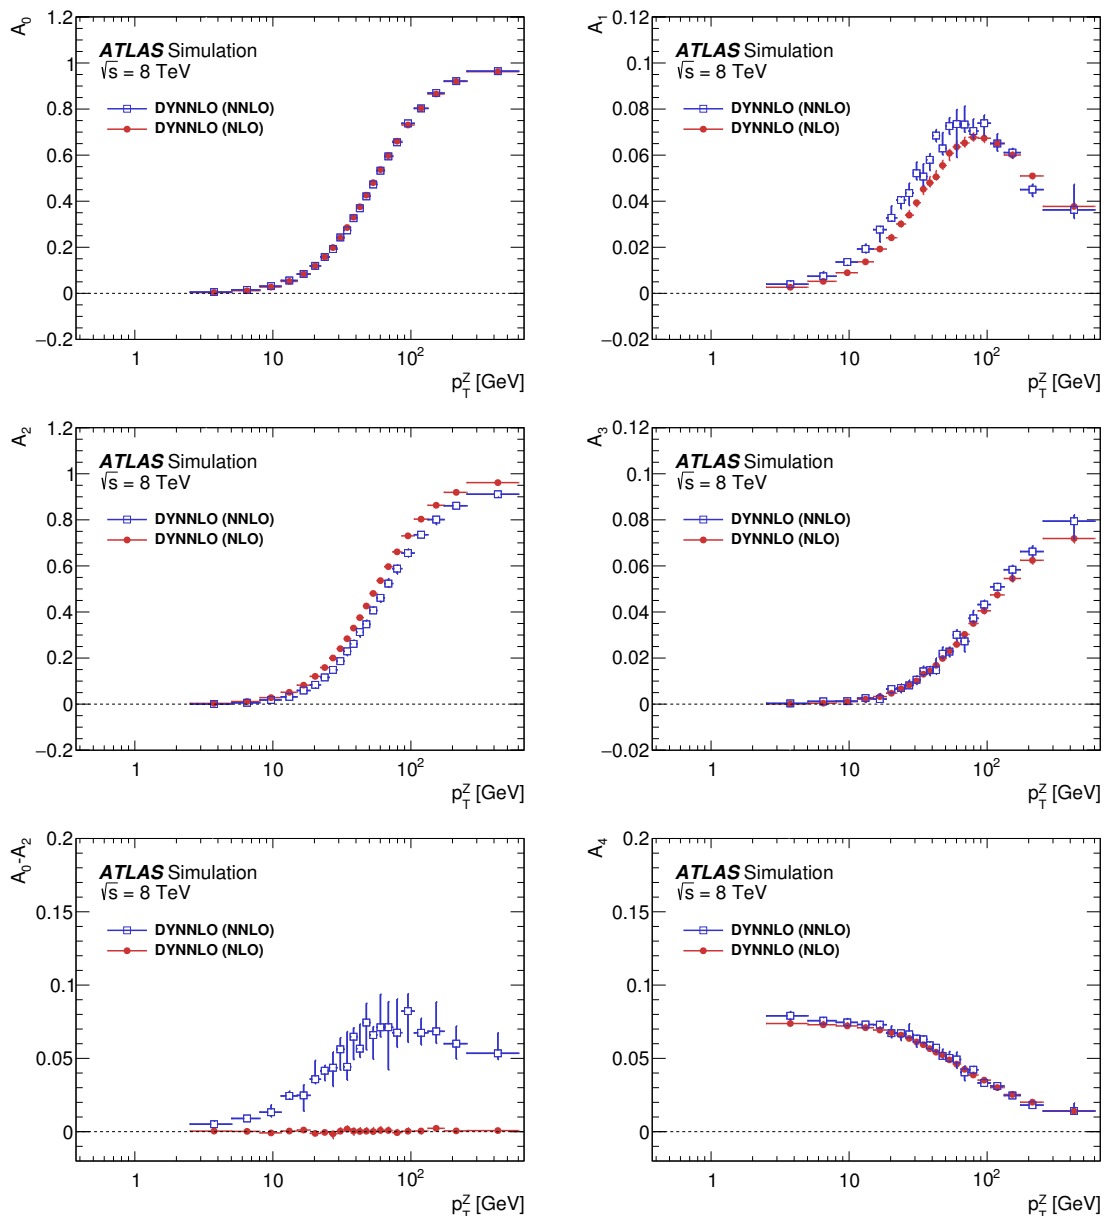 A0
1.2
1
0.8
0.6
0.4
0.2
0
−0.2
ATLAS Simulation
√s = 8 TeV
DYNNLO (NNLO)
DYNNLO (NLO)
1
10
10²
p_T^Z [GeV]
A1
0.12
0.1
0.08
0.06
0.04
0.02
0
−0.02
ATLAS Simulation
√s = 8 TeV
DYNNLO (NNLO)
DYNNLO (NLO)
1
10
10²
p_T^Z [GeV]
A2
1.2
1
0.8
0.6
0.4
0.2
0
−0.2
ATLAS Simulation
√s = 8 TeV
DYNNLO (NNLO)
DYNNLO (NLO)
1
10
10²
p_T^Z [GeV]
A3
0.12
0.1
0.08
0.06
0.04
0.02
0
−0.02
ATLAS Simulation
√s = 8 TeV
DYNNLO (NNLO)
DYNNLO (NLO)
1
10
10²
p_T^Z [GeV]
A0-A2
0.2
0.15
0.1
0.05
0
ATLAS Simulation
√s = 8 TeV
DYNNLO (NNLO)
DYNNLO (NLO)
1
10
10²
p_T^Z [GeV]
A4
0.2
0.15
0.1
0.05
0
ATLAS Simulation
√s = 8 TeV
DYNNLO (NNLO)
DYNNLO (NLO)
1
10
10²
p_T^Z [GeV]